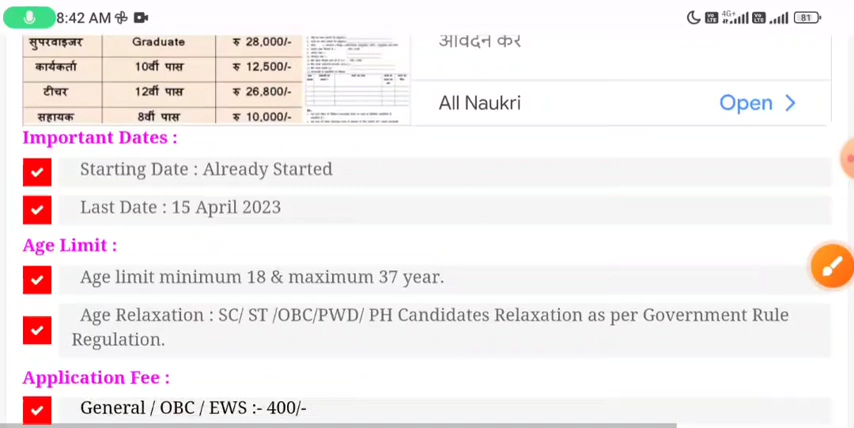 8:42 AM
4G+
81
सुपरवाइजर Graduate रु 28,000/-
आवेदन करें
कार्यकर्ता 10वीं पास रु 12,500/-
टीचर 12वीं पास रु 26,800/-
All Naukri Open
सहायक 8वीं पास रु 10,000/-
Important Dates :
Starting Date : Already Started
Last Date : 15 April 2023
Age Limit :
Age limit minimum 18 & maximum 37 year.
Age Relaxation : SC/ ST /OBC/PWD/ PH Candidates Relaxation as per Government Rule
Regulation.
Application Fee :
General / OBC / EWS :- 400/-